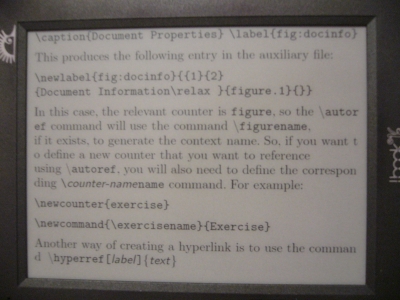 \caption{Document Properties} \label{fig:docinfo}
This produces the following entry in the auxiliary file:
\newlabel{fig:docinfo}{{1}{2}
{Document Information\relax }{figure.1}{}}
In this case, the relevant counter is figure, so the \autor
ef command will use the command \figurename,
if it exists, to generate the context name. So, if you want t
o define a new counter that you want to reference
using \autoref, you will also need to define the correspon
ding \counter-namename command. For example:
\newcounter{exercise}
\newcommand{\exercisename}{Exercise}
Another way of creating a hyperlink is to use the comman
d \hyperref[label]{text}